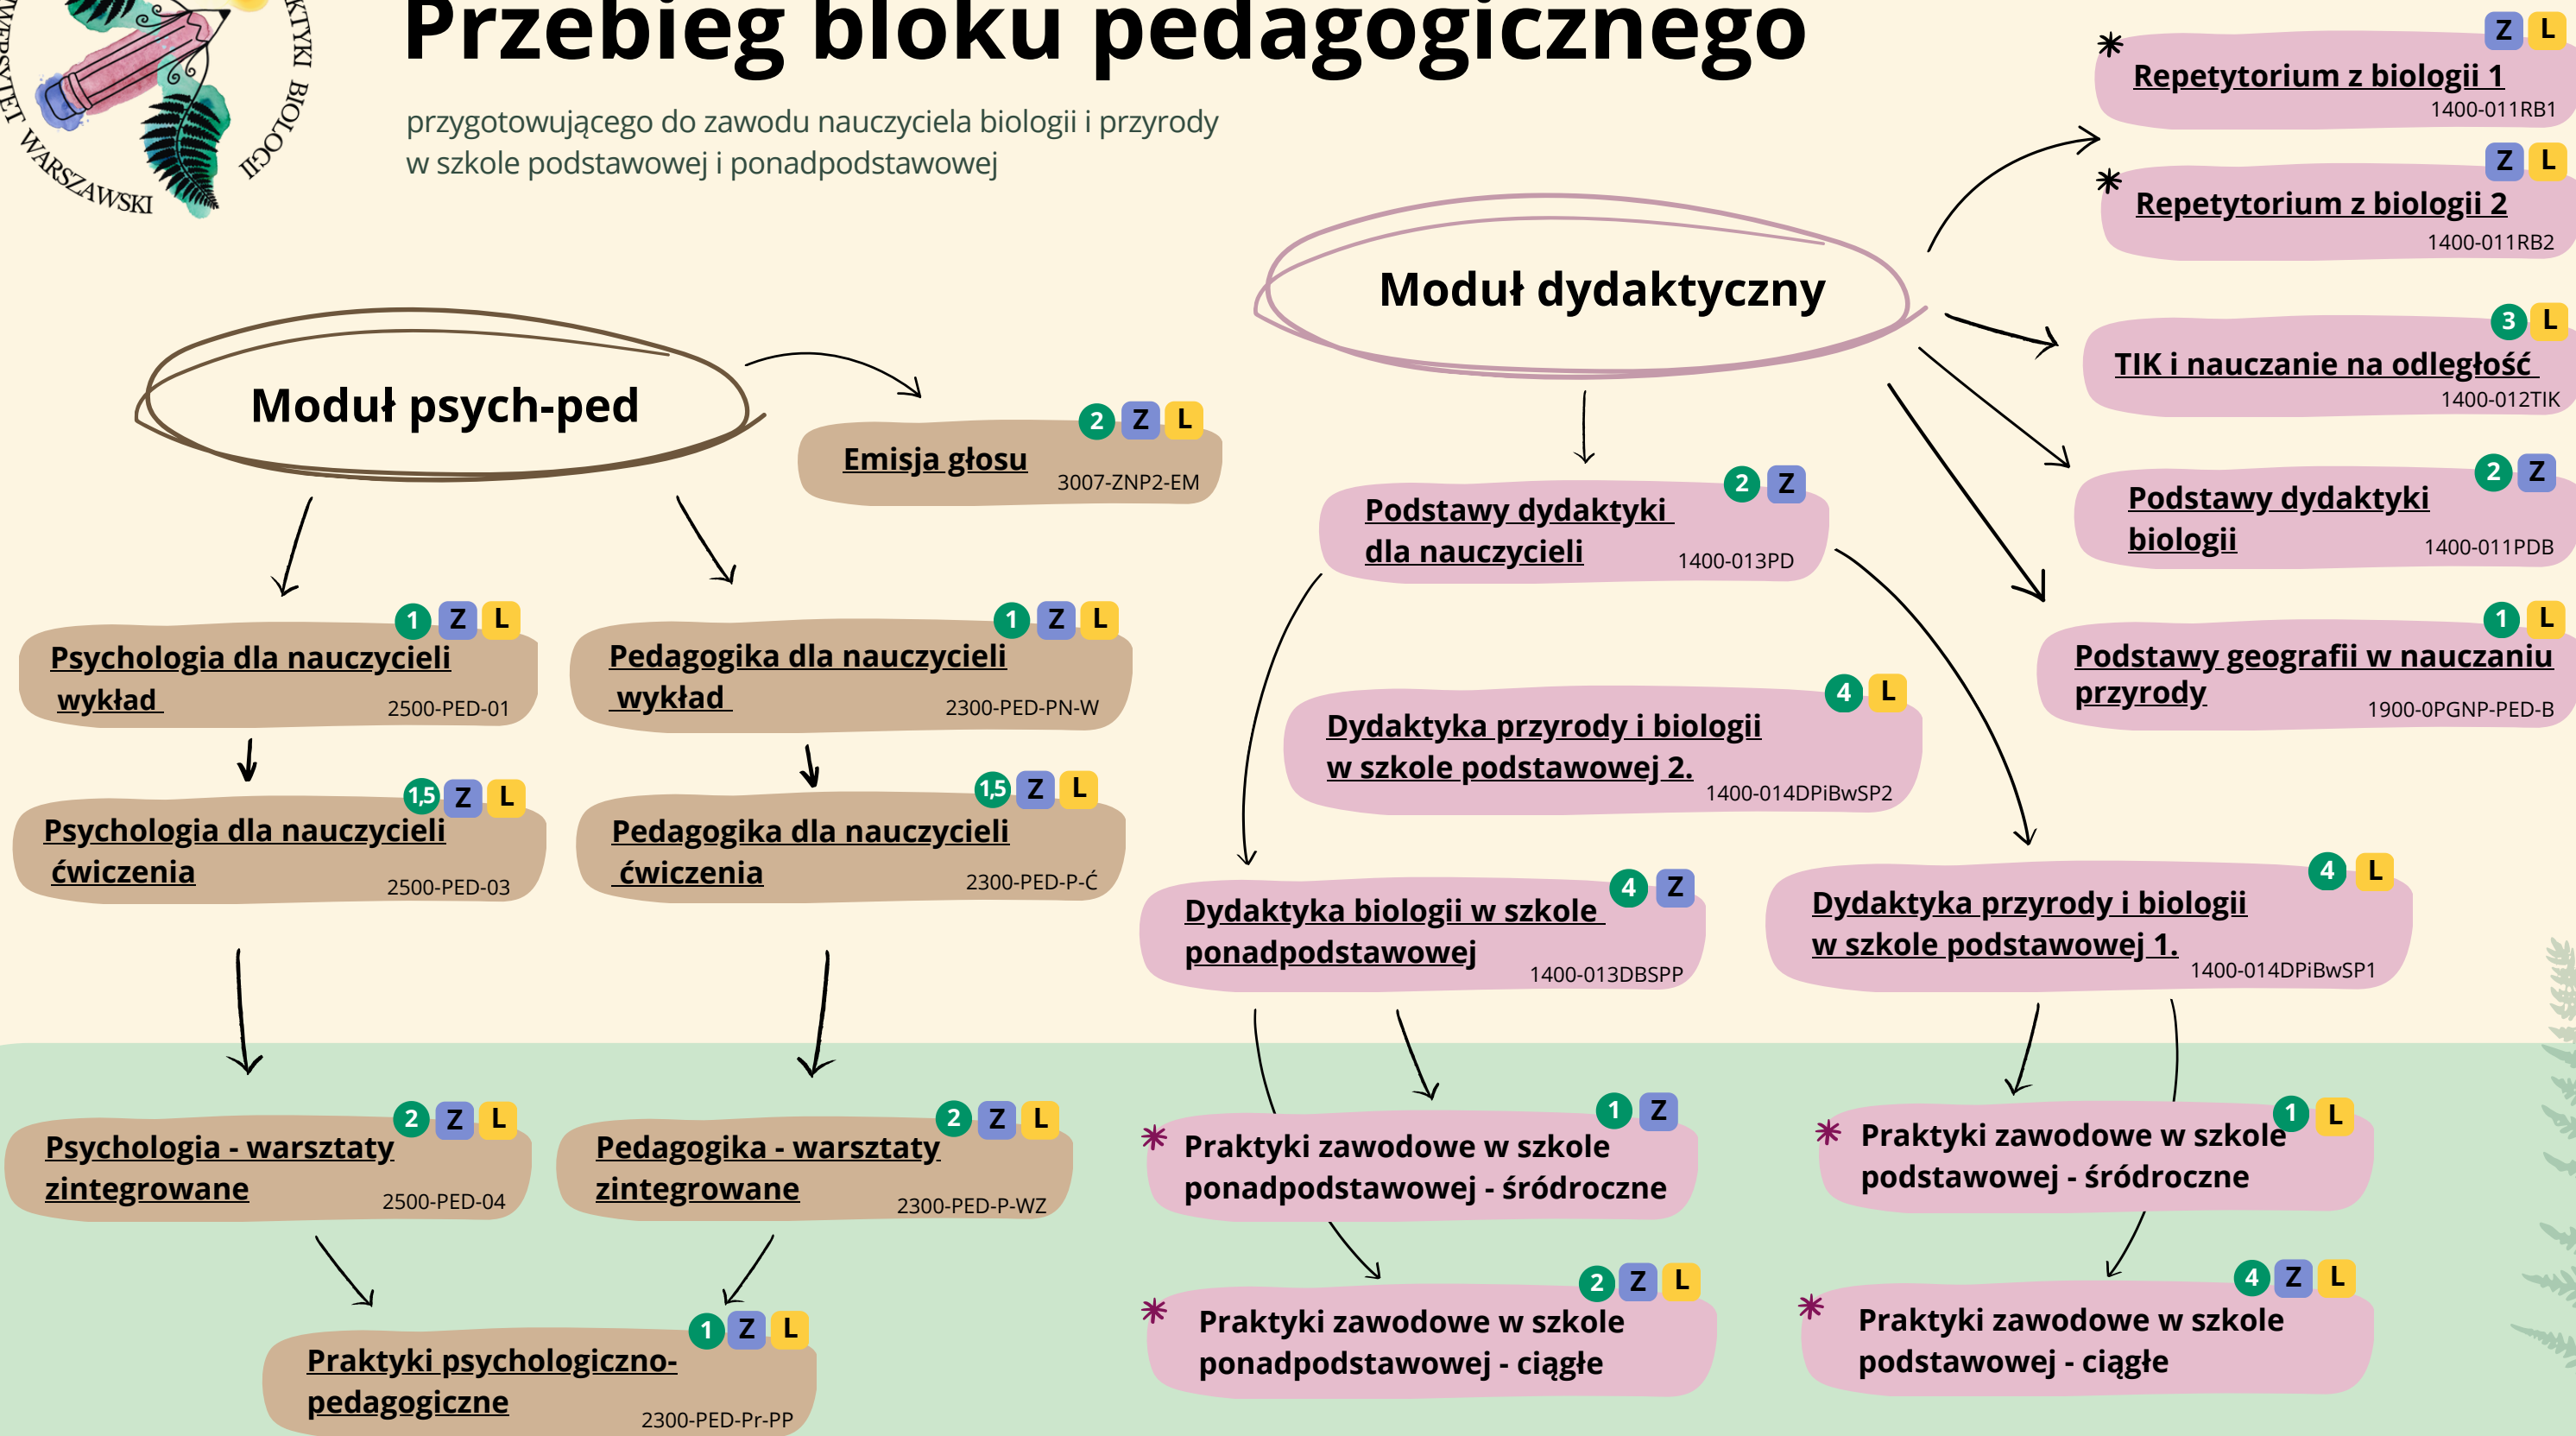 UNIWERSYTET WARSZAWSKI
BIOLOGII
Przebieg bloku pedagogicznego
przygotowującego do zawodu nauczyciela biologii i przyrody
w szkole podstawowej i ponadpodstawowej
Moduł psych-ped
2 Z L
Emisja głosu
3007-ZNP2-EM
1 Z L
Psychologia dla nauczycieli
wykład
2500-PED-01
1 Z L
Pedagogika dla nauczycieli
wykład
2300-PED-PN-W
1,5 Z L
Psychologia dla nauczycieli
ćwiczenia
2500-PED-03
1,5 Z L
Pedagogika dla nauczycieli
ćwiczenia
2300-PED-P-Ć
2 Z L
Psychologia - warsztaty
zintegrowane
2500-PED-04
2 Z L
Pedagogika - warsztaty
zintegrowane
2300-PED-P-WZ
1 Z L
Praktyki psychologiczno-
pedagogiczne
2300-PED-Pr-PP
Moduł dydaktyczny
Z L
Repetytorium z biologii 1
1400-011RB1
Z L
Repetytorium z biologii 2
1400-011RB2
3 L
TIK i nauczanie na odległość
1400-012TIK
2 Z
Podstawy dydaktyki
biologii
1400-011PDB
1 L
Podstawy geografii w nauczaniu
przyrody
1900-0PGNP-PED-B
2 Z
Podstawy dydaktyki
dla nauczycieli
1400-013PD
4 L
Dydaktyka przyrody i biologii
w szkole podstawowej 2.
1400-014DPiBwSP2
4 Z
Dydaktyka biologii w szkole
ponadpodstawowej
1400-013DBSPP
4 L
Dydaktyka przyrody i biologii
w szkole podstawowej 1.
1400-014DPiBwSP1
1 Z
Praktyki zawodowe w szkole
ponadpodstawowej - śródroczne
1 L
Praktyki zawodowe w szkole
podstawowej - śródroczne
2 Z L
Praktyki zawodowe w szkole
ponadpodstawowej - ciągłe
4 Z L
Praktyki zawodowe w szkole
podstawowej - ciągłe